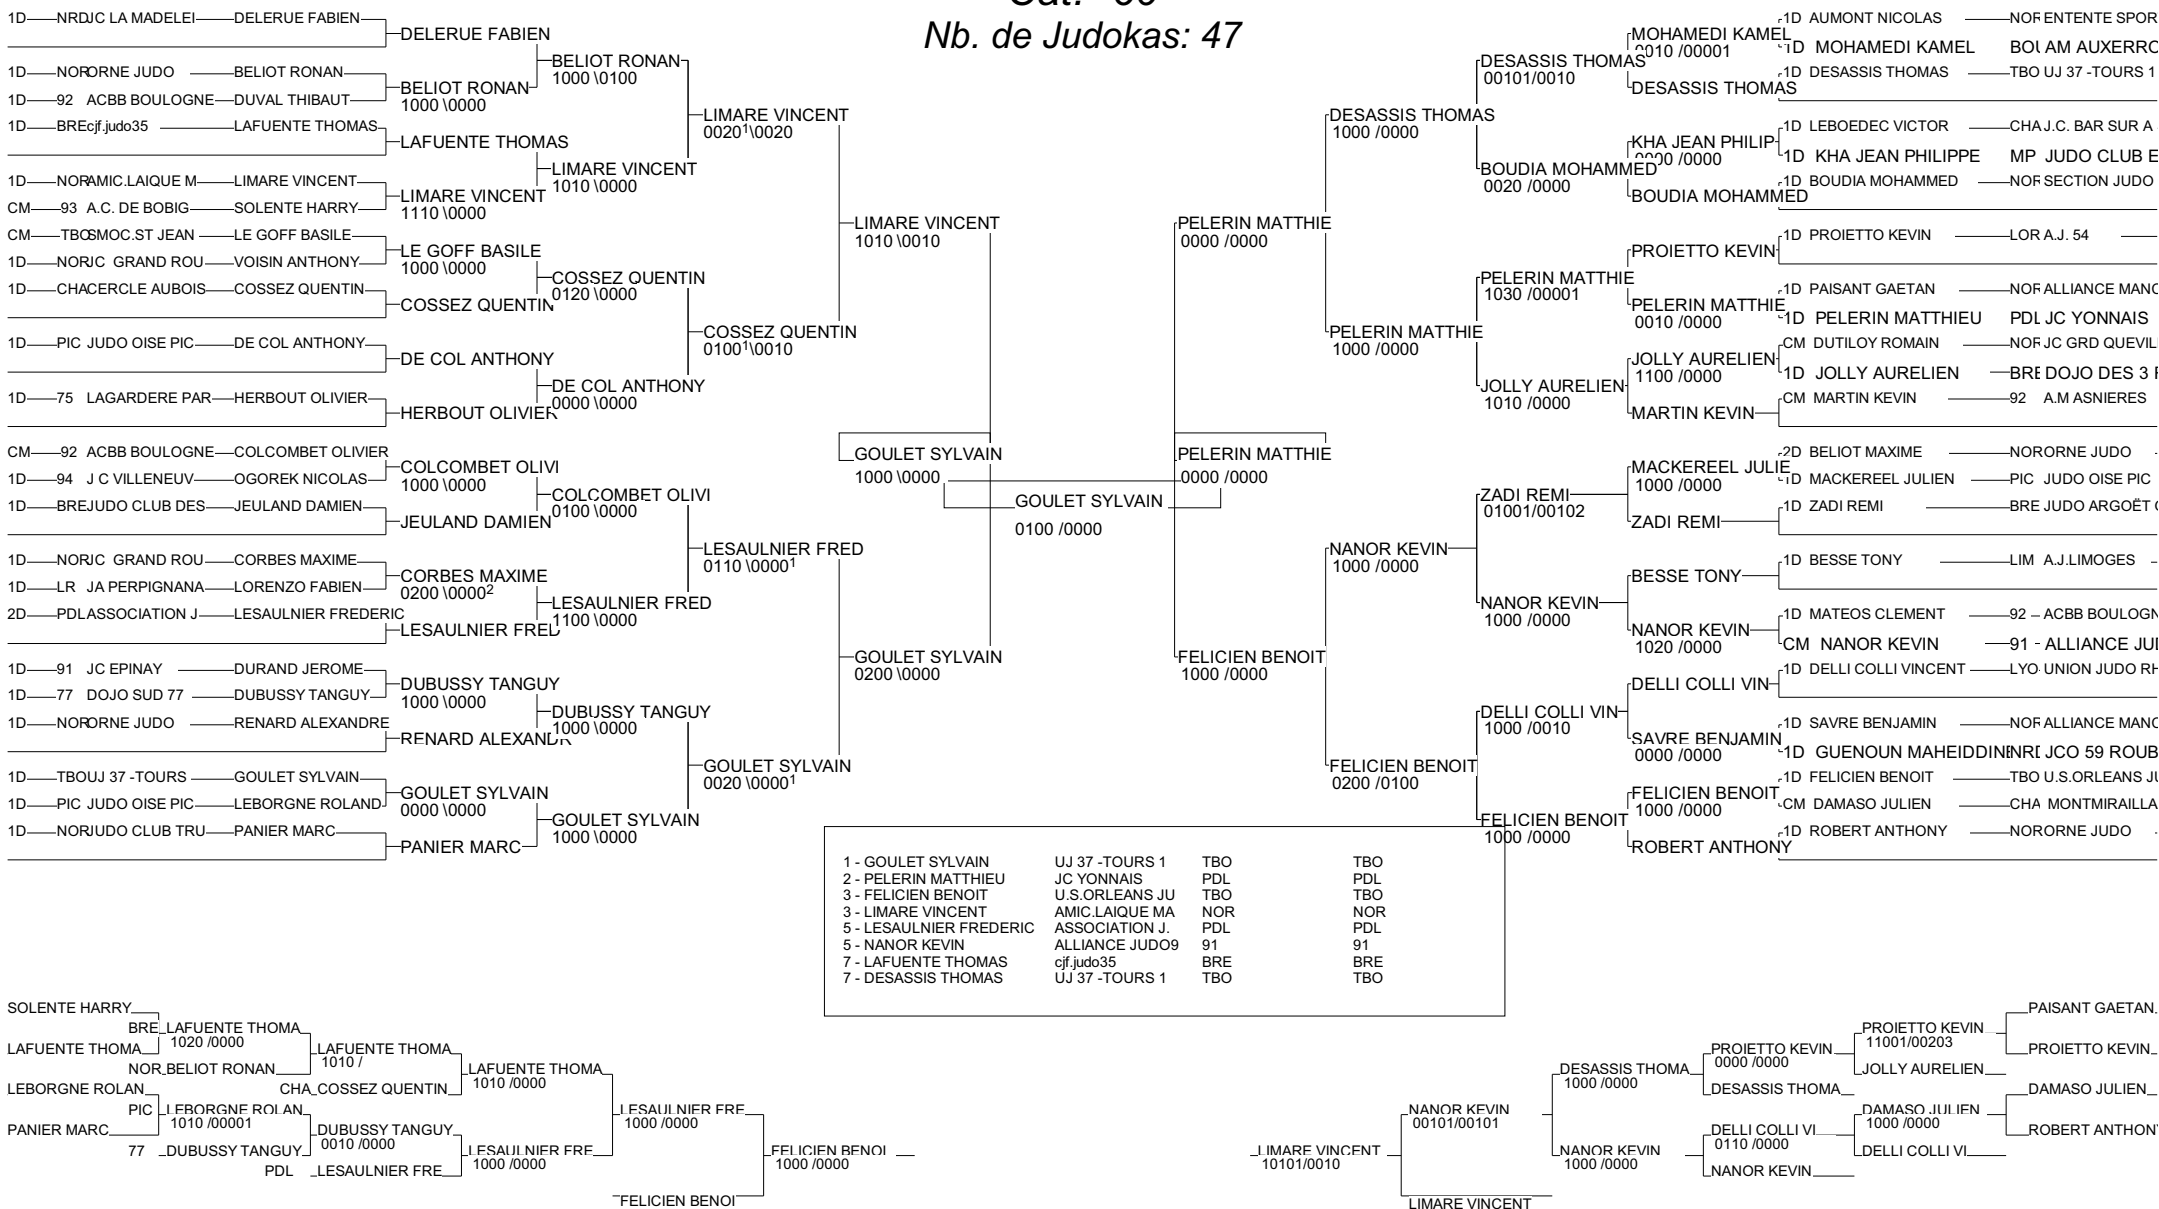 Nb. de Judokas: 47
1D NRD JC LA MADELEI DELERUE FABIEN
1D NOR ORNE JUDO BELIOT RONAN
1D 92 ACBB BOULOGNE DUVAL THIBAUT
1D BRE cjf.judo35 LAFUENTE THOMAS
1D NOR AMIC.LAIQUE M LIMARE VINCENT
CM 93 A.C. DE BOBIG SOLENTE HARRY
CM TBO SMOC.ST JEAN LE GOFF BASILE
1D NOR JC GRAND ROU VOISIN ANTHONY
1D CHA CERCLE AUBOIS COSSEZ QUENTIN
1D PIC JUDO OISE PIC DE COL ANTHONY
1D 75 LAGARDERE PAR HERBOUT OLIVIER
CM 92 ACBB BOULOGNE COLCOMBET OLIVIER
1D 94 J C VILLENEUV OGOREK NICOLAS
1D BRE JUDO CLUB DES JEULAND DAMIEN
1D NOR JC GRAND ROU CORBES MAXIME
1D LR JA PERPIGNANA LORENZO FABIEN
2D PDL ASSOCIATION J LESAULNIER FREDERIC
1D 91 JC EPINAY DURAND JEROME
1D 77 DOJO SUD 77 DUBUSSY TANGUY
1D NOR ORNE JUDO RENARD ALEXANDRE
1D TBO UJ 37 -TOURS GOULET SYLVAIN
1D PIC JUDO OISE PIC LEBORGNE ROLAND
1D NOR JUDO CLUB TRU PANIER MARC
DELERUE FABIEN
BELIOT RONAN
1000 \0000
LAFUENTE THOMAS
LIMARE VINCENT
1110 \0000
LE GOFF BASILE
1000 \0000
COSSEZ QUENTIN
DE COL ANTHONY
HERBOUT OLIVIER
COLCOMBET OLIVI
1000 \0000
JEULAND DAMIEN
CORBES MAXIME
0200 \0000²
LESAULNIER FRED
DUBUSSY TANGUY
1000 \0000
RENARD ALEXAND
GOULET SYLVAIN
0000 \0000
PANIER MARC
BELIOT RONAN
1000 \0100
LIMARE VINCENT
1010 \0000
COSSEZ QUENTIN
0120 \0000
DE COL ANTHONY
0000 \0000
COLCOMBET OLIVI
0100 \0000
LESAULNIER FRED
1100 \0000
DUBUSSY TANGUY
1000 \0000
GOULET SYLVAIN
1000 \0000
LIMARE VINCENT
0020¹\0020
COSSEZ QUENTIN
0100¹\0010
LESAULNIER FRED
0110 \0000¹
GOULET SYLVAIN
0020 \0000¹
LIMARE VINCENT
1010 \0010
GOULET SYLVAIN
0200 \0000
GOULET SYLVAIN
1000 \0000
GOULET SYLVAIN
0100 /0000
PELERIN MATTHIE
0000 /0000
PELERIN MATTHIE
0000 /0000
FELICIEN BENOIT
1000 /0000
DESASSIS THOMAS
1000 /0000
PELERIN MATTHIE
1000 /0000
NANOR KEVIN
1000 /0000
FELICIEN BENOIT
0200 /0100
DESASSIS THOMAS
00101/0010
BOUDIA MOHAMMED
0020 /0000
PELERIN MATTHIE
1030 /00001
JOLLY AURELIEN
1010 /0000
ZADI REMI
01001/00102
NANOR KEVIN
1000 /0000
DELLI COLLI VIN
1000 /0010
FELICIEN BENOIT
1000 /0000
MOHAMEDI KAMEL
0010 /00001
DESASSIS THOMAS
KHA JEAN PHILIP
0000 /0000
BOUDIA MOHAMMED
PROIETTO KEVIN
PELERIN MATTHIE
0010 /0000
JOLLY AURELIEN
1100 /0000
MARTIN KEVIN
MACKEREEL JULIE
1000 /0000
ZADI REMI
BESSE TONY
NANOR KEVIN
1020 /0000
DELLI COLLI VIN
SAVRE BENJAMIN
0000 /0000
FELICIEN BENOIT
1000 /0000
ROBERT ANTHONY
1D AUMONT NICOLAS NOR ENTENTE SPOR
1D MOHAMEDI KAMEL BOU AM AUXERRO
1D DESASSIS THOMAS TBO UJ 37 -TOURS 1
1D LEBOEDEC VICTOR CHA J.C. BAR SUR A
1D KHA JEAN PHILIPPE MP JUDO CLUB E
1D BOUDIA MOHAMMED NOR SECTION JUDO
1D PROIETTO KEVIN LOR A.J. 54
1D PAISANT GAETAN NOR ALLIANCE MANC
1D PELERIN MATTHIEU PDL JC YONNAIS
CM DUTILOY ROMAIN NOR JC GRD QUEVILI
1D JOLLY AURELIEN BRE DOJO DES 3
CM MARTIN KEVIN 92 A.M ASNIERES
2D BELIOT MAXIME NOR ORNE JUDO
1D MACKEREEL JULIEN PIC JUDO OISE PIC
1D ZADI REMI BRE JUDO ARGOËT
1D BESSE TONY LIM A.J.LIMOGES
1D MATEOS CLEMENT 92 ACBB BOULOGN
CM NANOR KEVIN 91 ALLIANCE JUD
1D DELLI COLLI VINCENT LYO UNION JUDO RH
1D SAVRE BENJAMIN NOR ALLIANCE MANC
1D GUENOUN MAHEIDDINE NRD JCO 59 ROUB
1D FELICIEN BENOIT TBO U.S.ORLEANS JU
CM DAMASO JULIEN CHA MONTMIRAILLA
1D ROBERT ANTHONY NOR ORNE JUDO
1 - GOULET SYLVAIN UJ 37 -TOURS 1 TBO TBO
2 - PELERIN MATTHIEU JC YONNAIS PDL PDL
3 - FELICIEN BENOIT U.S.ORLEANS JU TBO TBO
3 - LIMARE VINCENT AMIC.LAIQUE MA NOR NOR
5 - LESAULNIER FREDERIC ASSOCIATION J. PDL PDL
5 - NANOR KEVIN ALLIANCE JUDO9 91 91
7 - LAFUENTE THOMAS cjf.judo35 BRE BRE
7 - DESASSIS THOMAS UJ 37 -TOURS 1 TBO TBO
SOLENTE HARRY
LAFUENTE THOMA
LEBORGNE ROLAN
PANIER MARC
BRE LAFUENTE THOMA
1020 /0000
NOR BELIOT RONAN
PIC LEBORGNE ROLAN
1010 /00001
77 DUBUSSY TANGUY
LAFUENTE THOMA
1010 /
CHA COSSEZ QUENTIN
DUBUSSY TANGUY
0010 /0000
PDL LESAULNIER FRE
LAFUENTE THOMA
1010 /0000
LESAULNIER FRE
1000 /0000
LESAULNIER FRE
1000 /0000
FELICIEN BENOI
FELICIEN BENOI
1000 /0000
LIMARE VINCENT
10101/0010
NANOR KEVIN
00101/00101
LIMARE VINCENT
DESASSIS THOMA
1000 /0000
NANOR KEVIN
1000 /0000
PROIETTO KEVIN
0000 /0000
DESASSIS THOMA
DELLI COLLI VI
0110 /0000
NANOR KEVIN
PROIETTO KEVIN
11001/00203
JOLLY AURELIEN
DAMASO JULIEN
1000 /0000
DELLI COLLI VI
PAISANT GAETAN
PROIETTO KEVIN
DAMASO JULIEN
ROBERT ANTHON